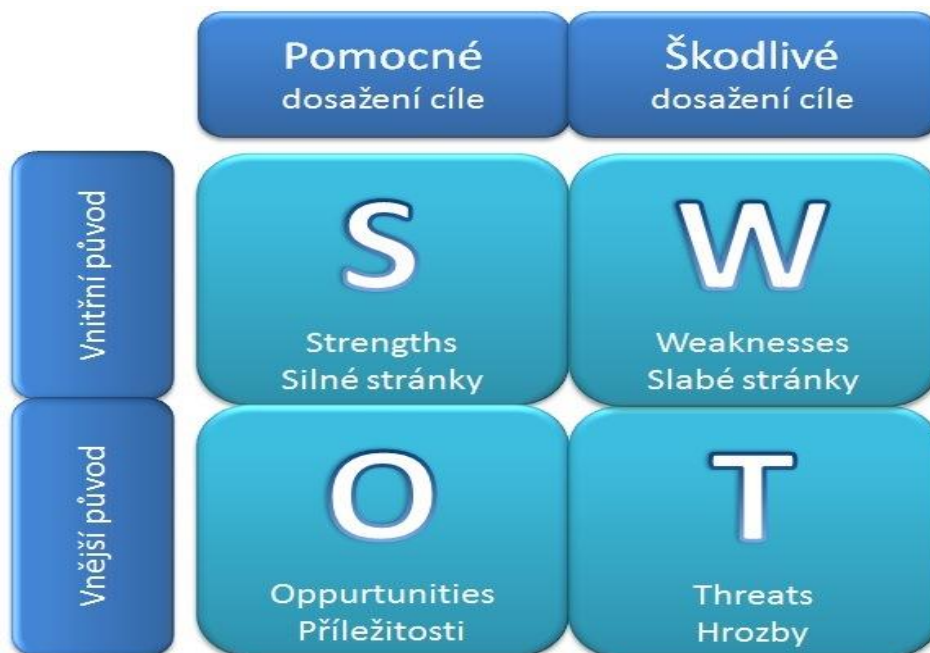 Pomocné
dosažení cíle
Škodlivé
dosažení cíle
Vnitřní původ
S
Strengths
Silné stránky
W
Weaknesses
Slabé stránky
Vnější původ
O
Oppurtunities
Příležitosti
T
Threats
Hrozby